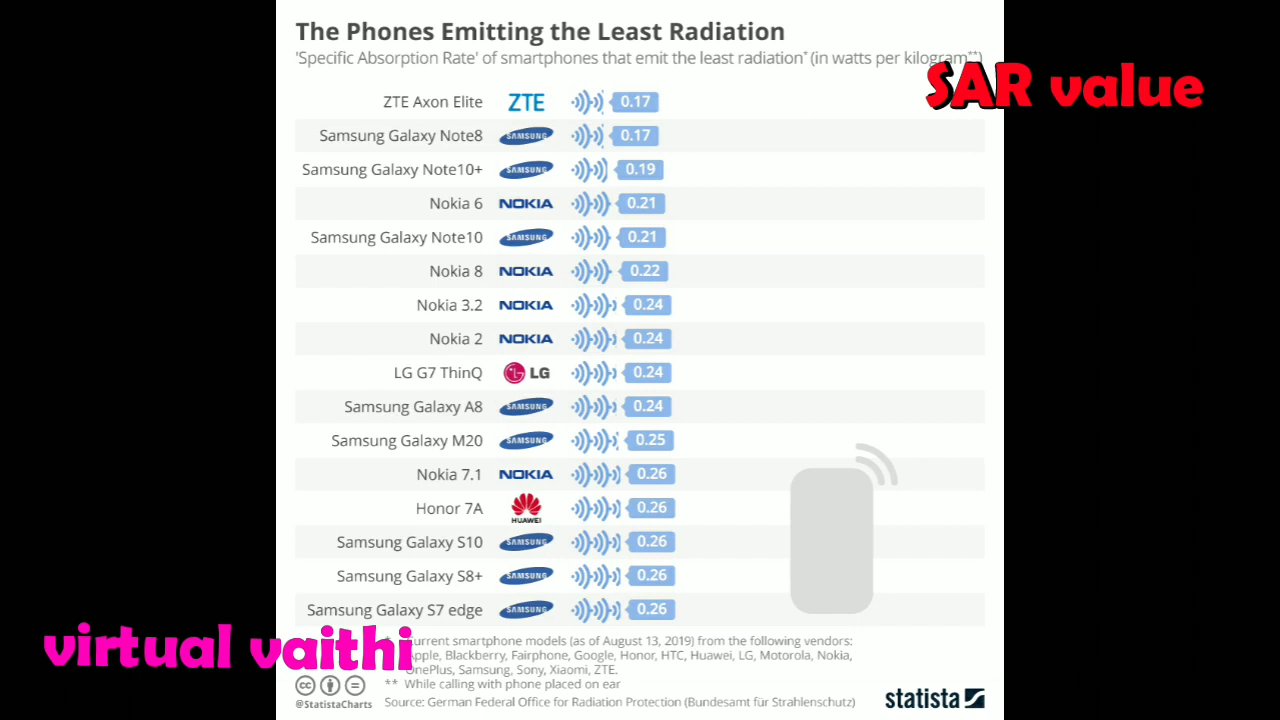 The Phones Emitting the Least Radiation
'Specific Absorption Rate' of smartphones that emit the least radiation* (in watts per kilogram**)
SAR value
ZTE Axon Elite ZTE 0.17
Samsung Galaxy Note8 SAMSUNG 0.17
Samsung Galaxy Note10+ SAMSUNG 0.19
Nokia 6 NOKIA 0.21
Samsung Galaxy Note10 SAMSUNG 0.21
Nokia 8 NOKIA 0.22
Nokia 3.2 NOKIA 0.24
Nokia 2 NOKIA 0.24
LG G7 ThinQ LG 0.24
Samsung Galaxy A8 SAMSUNG 0.24
Samsung Galaxy M20 SAMSUNG 0.25
Nokia 7.1 NOKIA 0.26
Honor 7A HUAWEI 0.26
Samsung Galaxy S10 SAMSUNG 0.26
Samsung Galaxy S8+ SAMSUNG 0.26
Samsung Galaxy S7 edge SAMSUNG 0.26
virtual vaithi
* Current smartphone models (as of August 13, 2019) from the following vendors:
Apple, Blackberry, Fairphone, Google, Honor, HTC, Huawei, LG, Motorola, Nokia,
OnePlus, Samsung, Sony, Xiaomi, ZTE.
** While calling with phone placed on ear
@StatistaCharts Source: German Federal Office for Radiation Protection (Bundesamt für Strahlenschutz)
statista